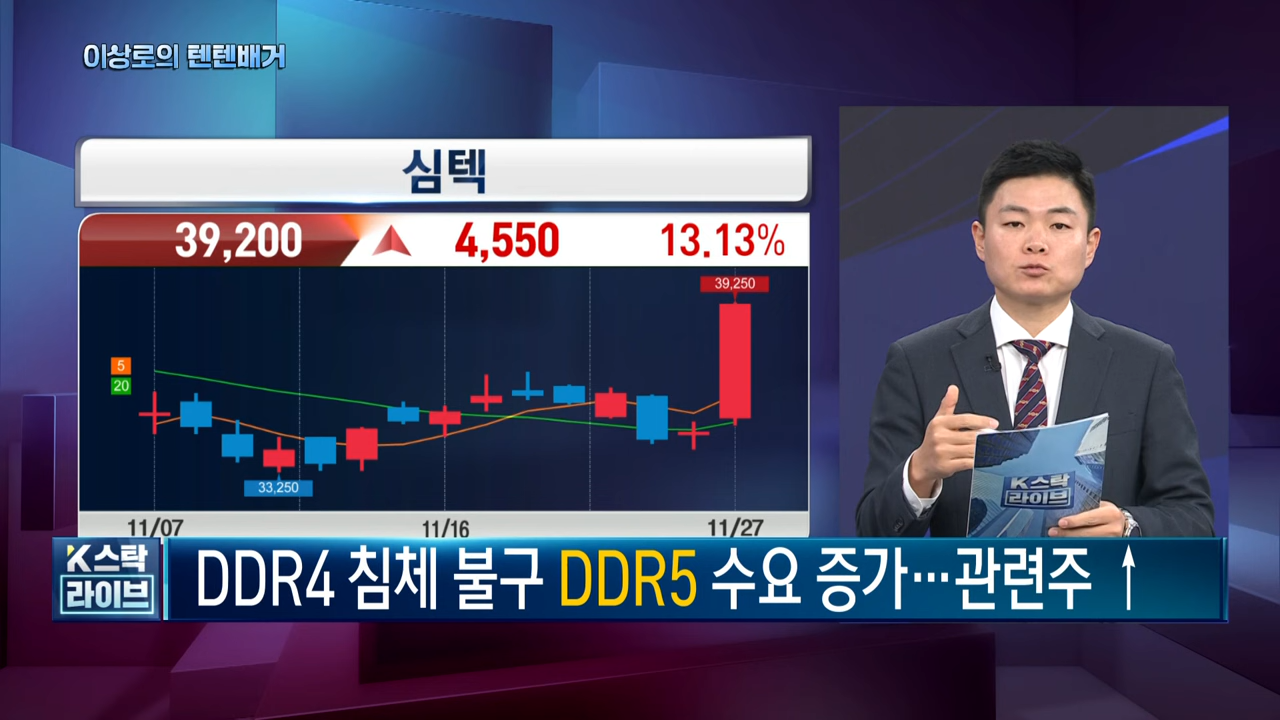 이상로의 텐텐배거
심텍
39,200 4,550 13.13%
39,250
5
20
33,250
11/07 11/16 11/27
K스탁
라이브
K스탁
라이브
DDR4 침체 불구 DDR5 수요 증가…관련주 ↑